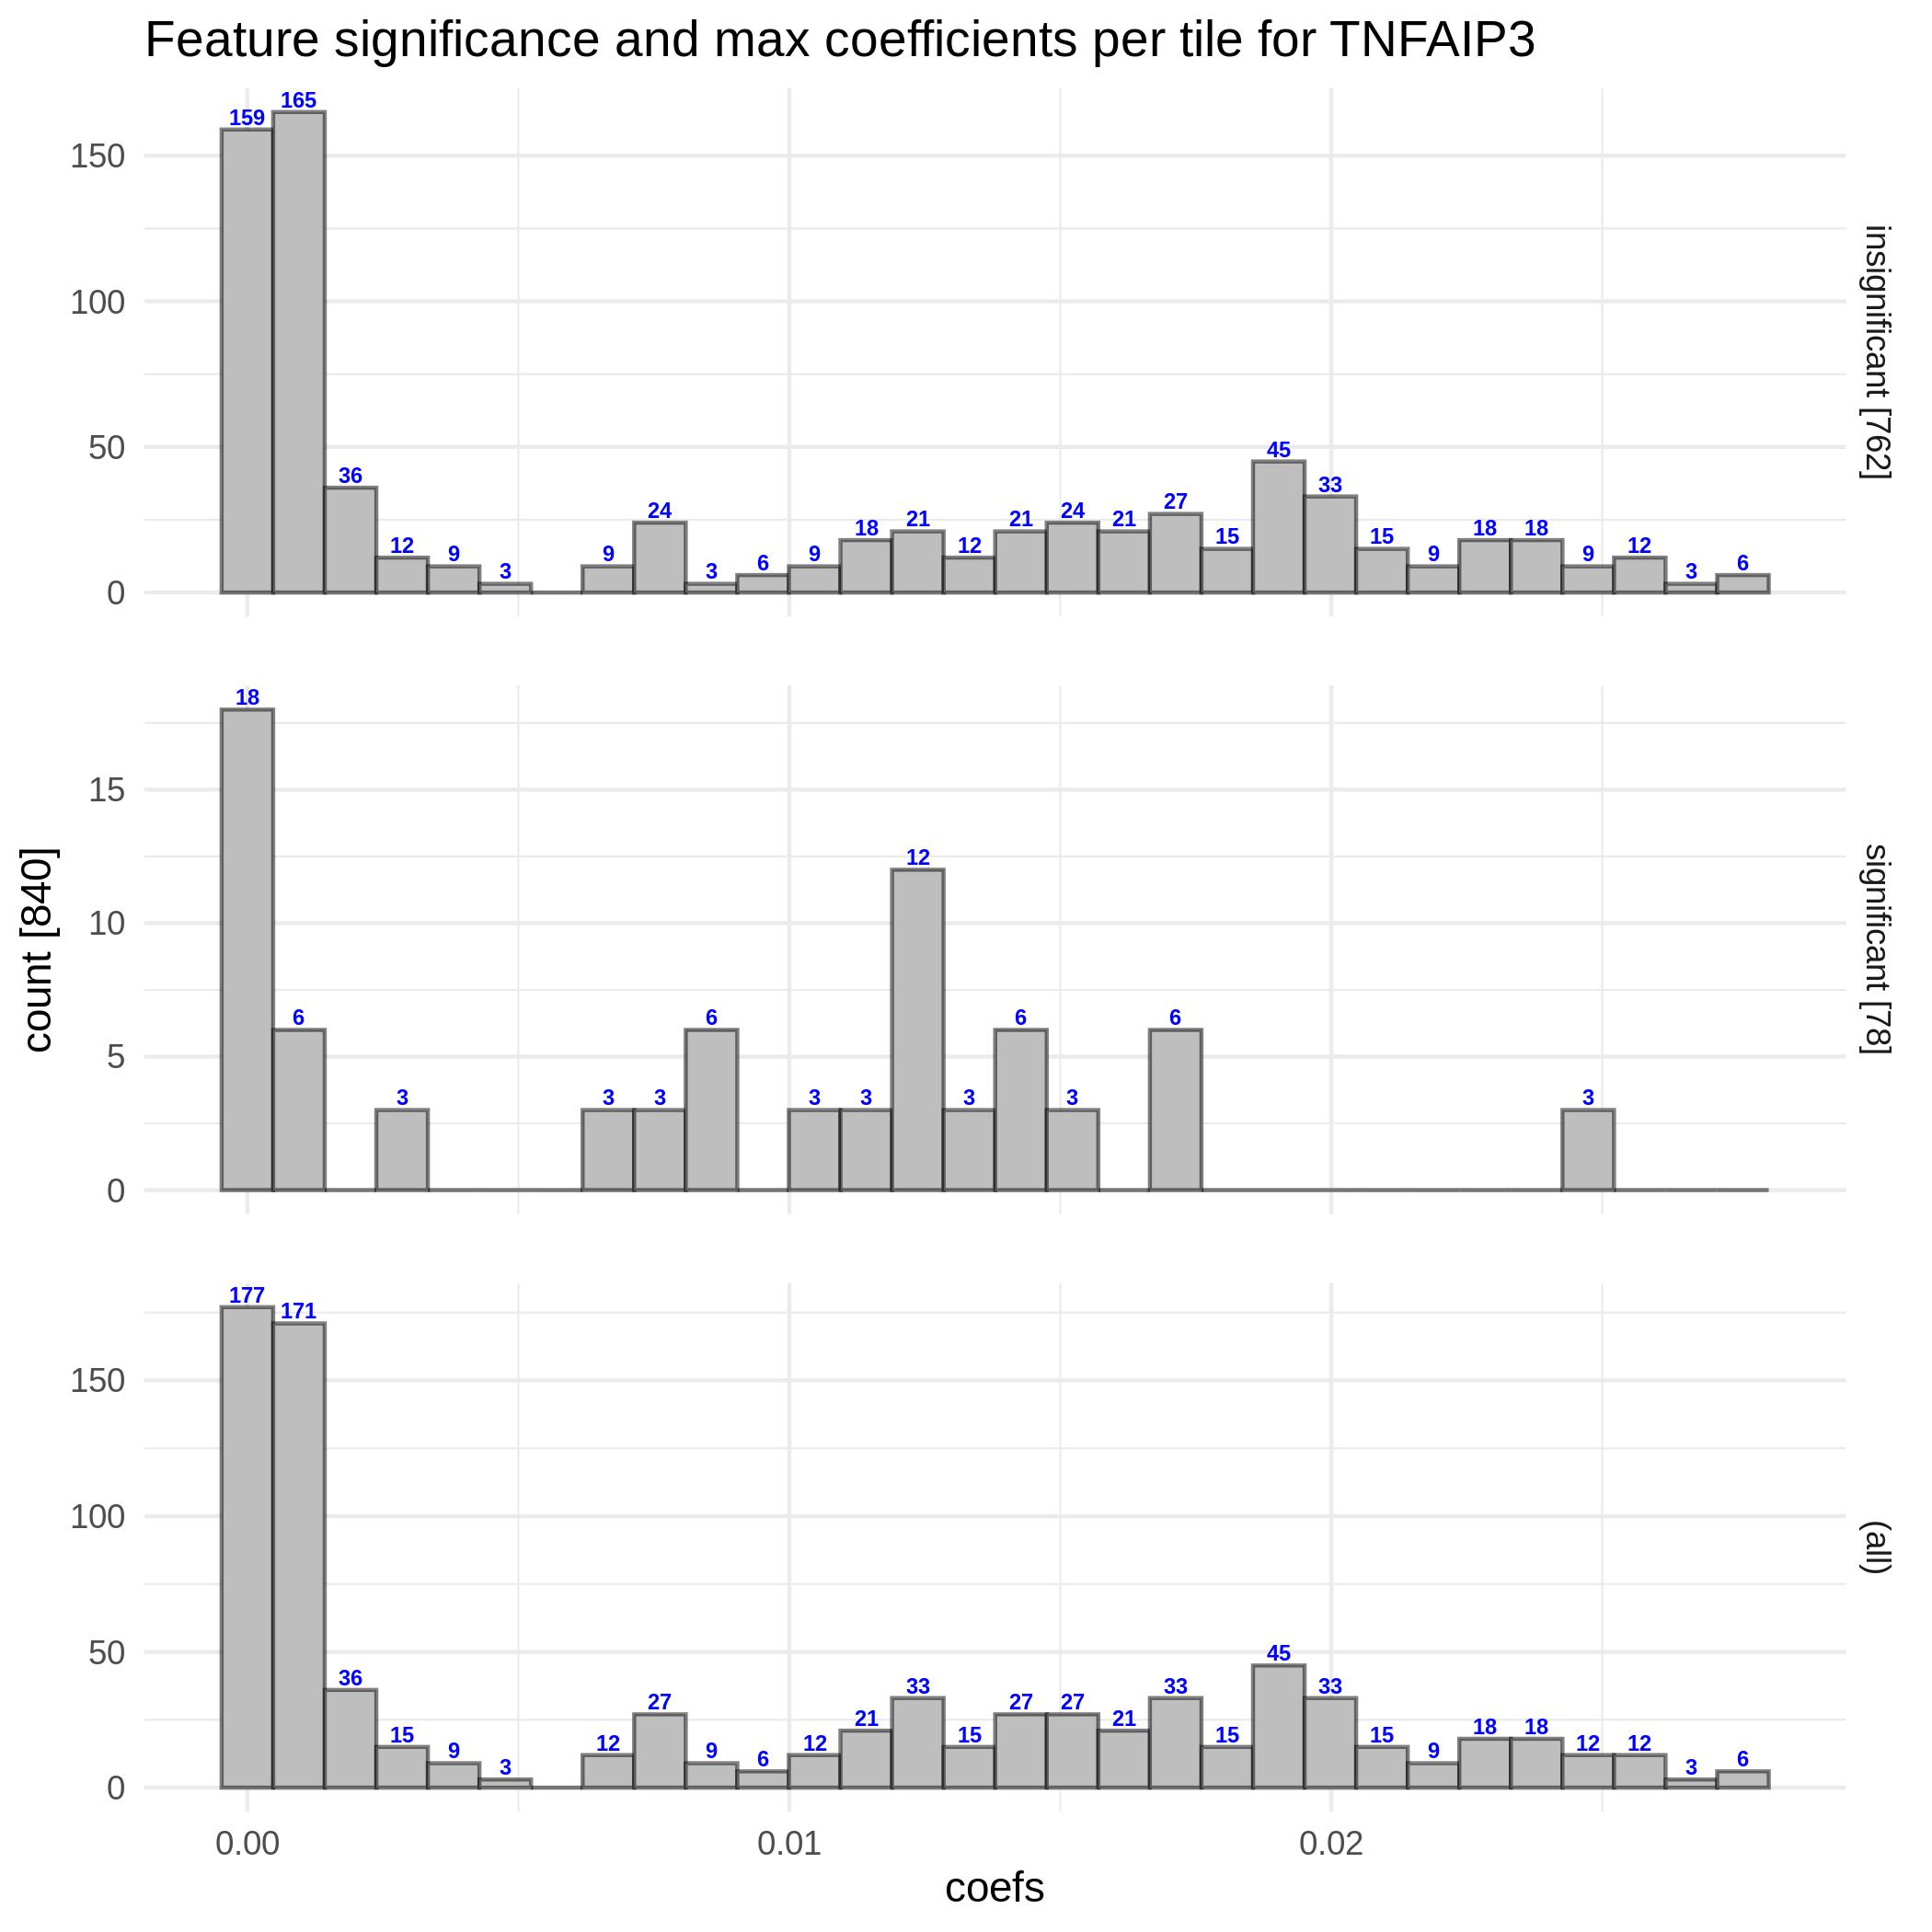 Feature significance and max coefficients per tile for TNFAIP3
159 165 36 12 9 3 9 24 3 6 9 18 21 12 21 24 21 27 15 45 33 15 9 18 18 9 12 3 6
150
100
50
0
insignificant [762]
18 6 3 3 3 6 3 3 12 3 6 3 6 3
15
10
5
0
significant [78]
count [840]
177 171 36 15 9 3 12 27 9 6 12 21 33 15 27 27 21 33 15 45 33 15 9 18 18 12 12 3 6
150
100
50
0
(all)
0.00 0.01 0.02
coefs